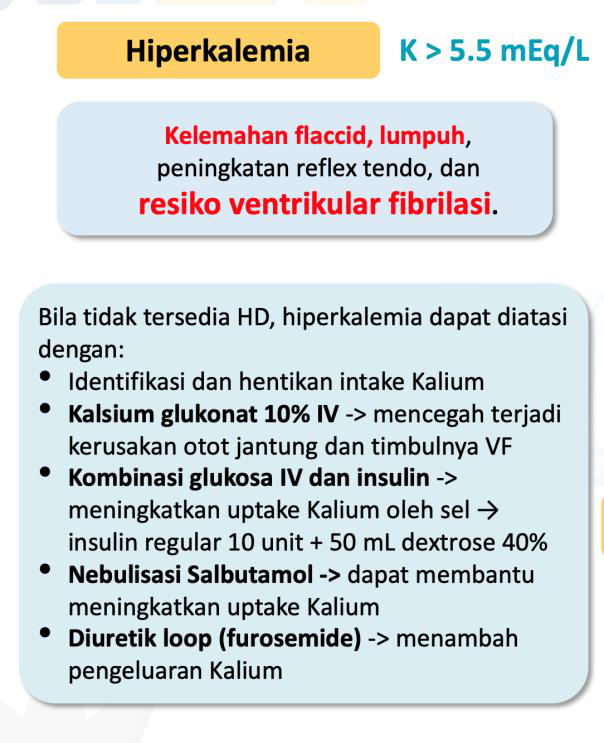 Hiperkalemia
K > 5.5 mEq/L
Kelemahan flaccid, lumpuh,
peningkatan reflex tendo, dan
resiko ventrikular fibrilasi.
Bila tidak tersedia HD, hiperkalemia dapat diatasi
dengan:
• Identifikasi dan hentikan intake Kalium
• Kalsium glukonat 10% IV -> mencegah terjadi
kerusakan otot jantung dan timbulnya VF
• Kombinasi glukosa IV dan insulin ->
meningkatkan uptake Kalium oleh sel →
insulin regular 10 unit + 50 mL dextrose 40%
• Nebulisasi Salbutamol -> dapat membantu
meningkatkan uptake Kalium
• Diuretik loop (furosemide) -> menambah
pengeluaran Kalium